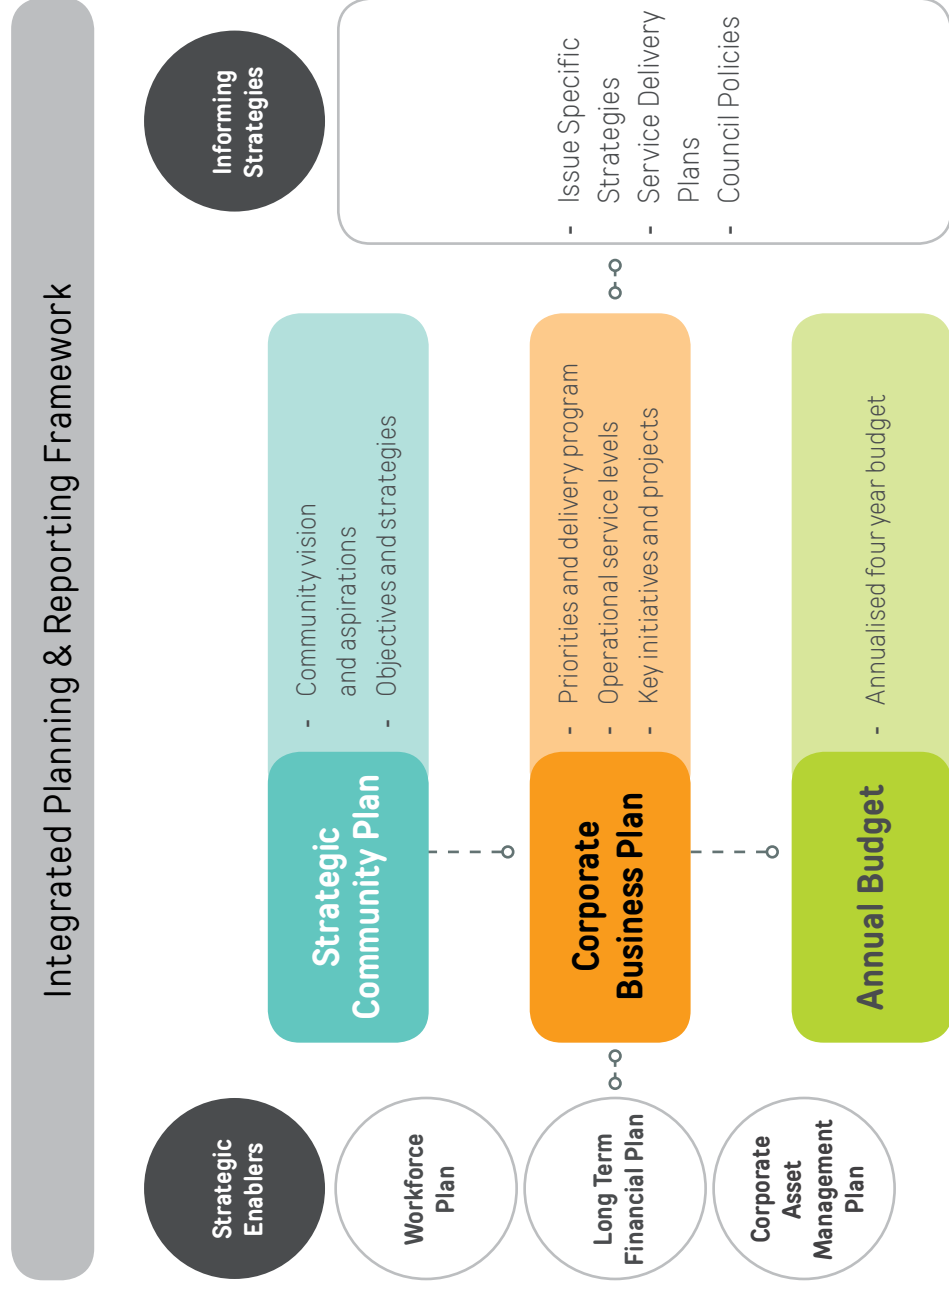 Integrated Planning & Reporting Framework
Strategic
Enablers
Workforce
Plan
Long Term
Financial Plan
Corporate
Asset
Management
Plan
Strategic
Community Plan
- Community vision
and aspirations
- Objectives and strategies
Corporate
Business Plan
- Priorities and delivery program
- Operational service levels
- Key initiatives and projects
Annual Budget
- Annualised four year budget
Informing
Strategies
- Issue Specific
Strategies
- Service Delivery
Plans
- Council Policies